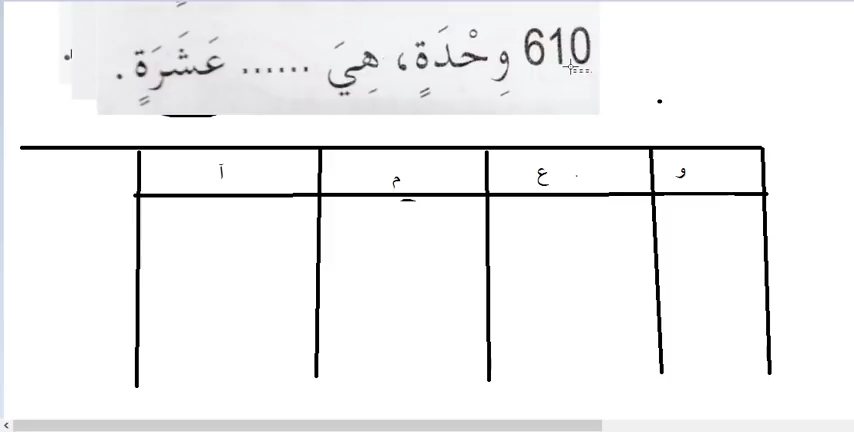 610 وِحْدَةٍ، هِيَ ...... عَشَرَةٍ.
و ع م آ